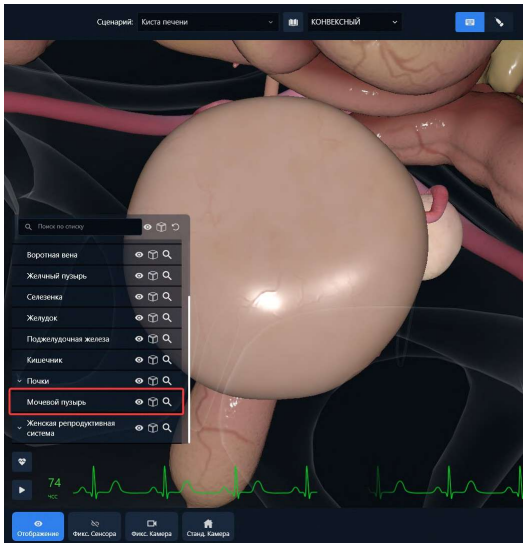 Сценарий: Киста печени КОНВЕКСНЫЙ
Поиск по списку
Воротная вена
Желчный пузырь
Селезенка
Желудок
Поджелудочная железа
Кишечник
Почки
Мочевой пузырь
Женская репродуктивная
система
74
ЧСС
Отображение Фикс. Сенсора Фикс. Камера Станд. Камера